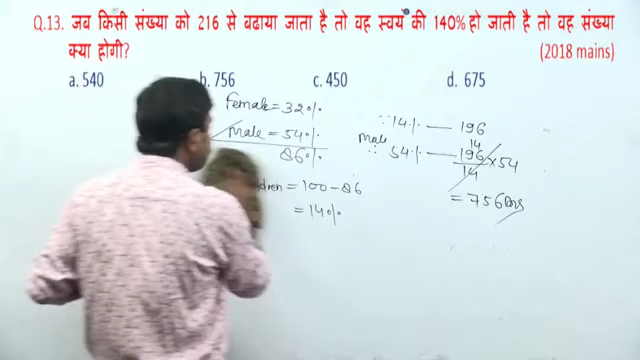 Q.13. जब किसी संख्या को 216 से बढाया जाता है तो वह स्वयं की 140% हो जाती है तो वह संख्या
क्या होगी? (2018 mains)
a. 540 b. 756 c. 450 d. 675
Female = 32%
Male = 54%
86%
= 100 - 86
= 14%
∵ 14% — 196
Male
∴ 54% — 196/14 × 54
14
= 756 Ans